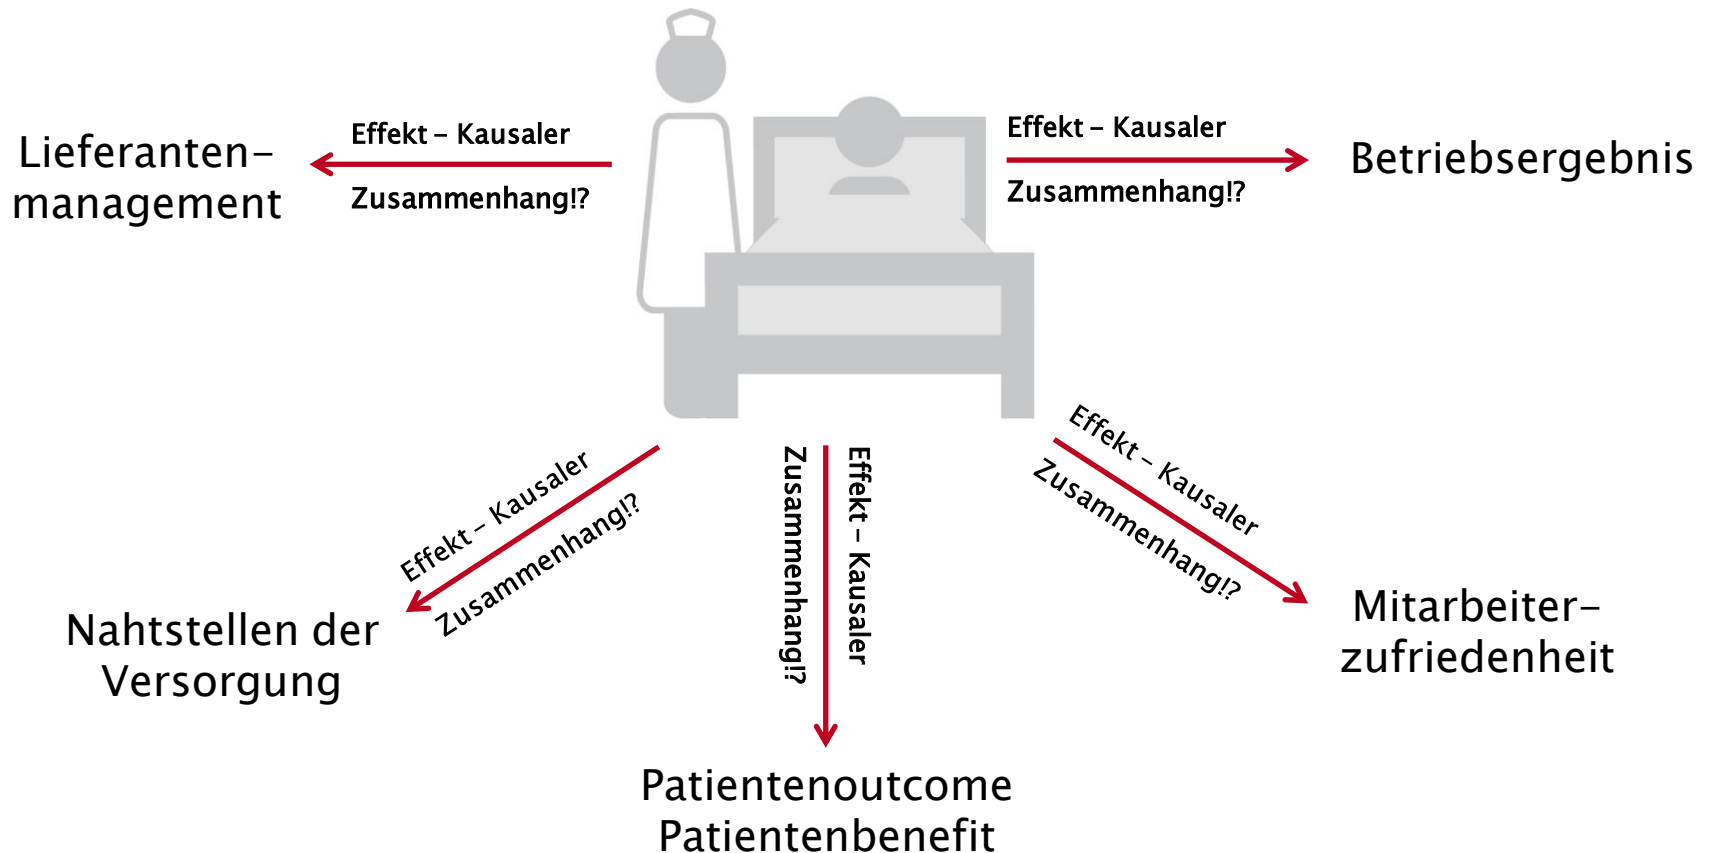 Lieferanten-
management
Effekt – Kausaler
Zusammenhang!?
Effekt – Kausaler
Zusammenhang!?
Betriebsergebnis
Effekt – Kausaler
Zusammenhang!?
Nahtstellen der
Versorgung
Effekt – Kausaler
Zusammenhang!?
Patientenoutcome
Patientenbenefit
Effekt – Kausaler
Zusammenhang!?
Mitarbeiter-
zufriedenheit